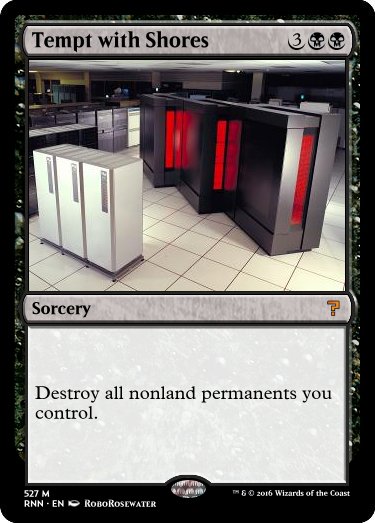 Tempt with Shores 3
Sorcery
Destroy all nonland permanents you
control.
527 M
RNN • EN RoboRosewater
™ & © 2016 Wizards of the Coast